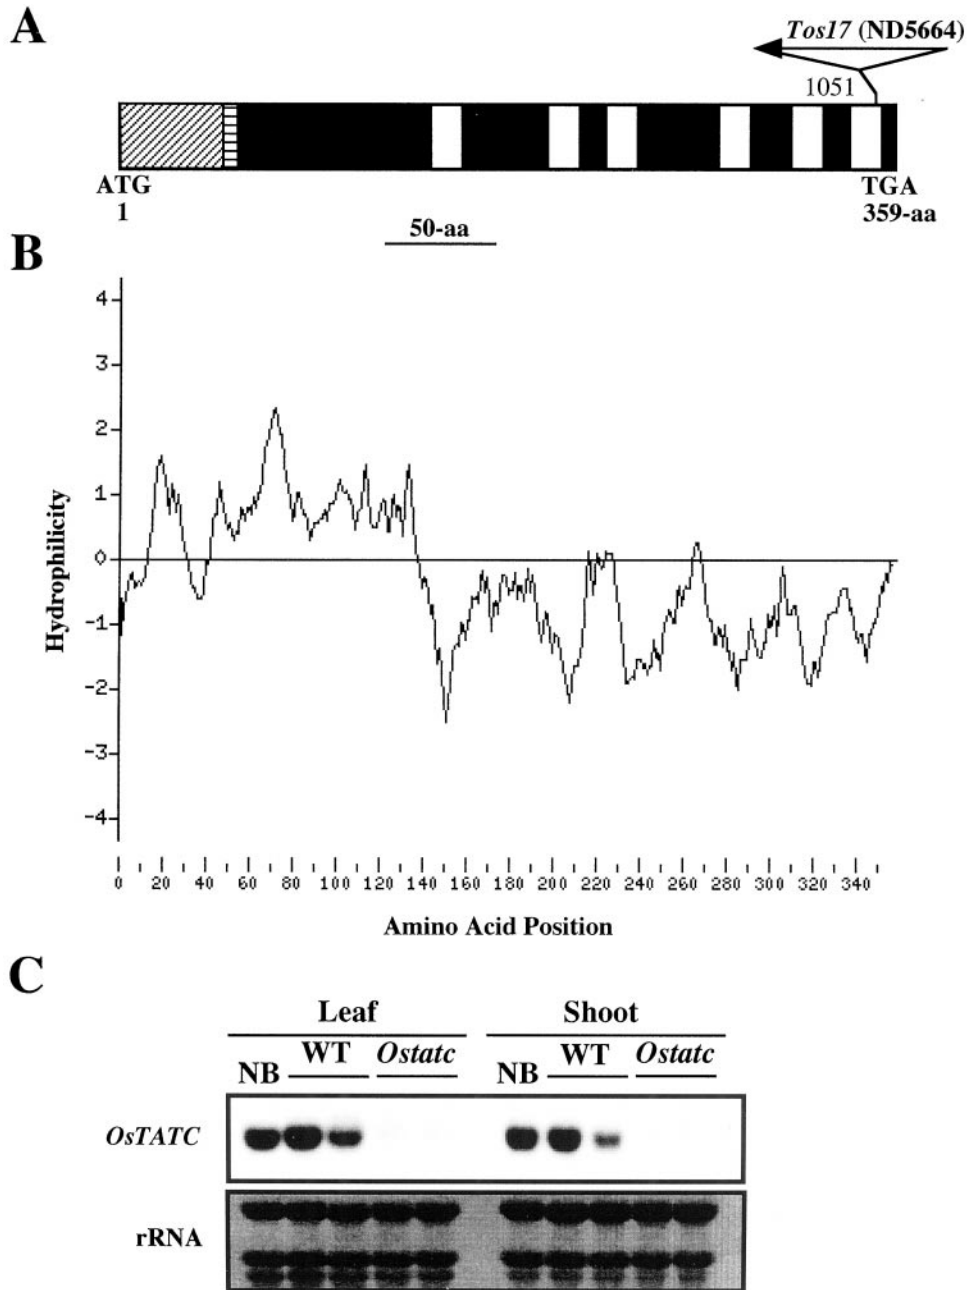 A
Tos17 (ND5664)
1051
ATG
1
TGA
359-aa
50-aa
B
Hydrophilicity
4
3
2
1
0
-1
-2
-3
-4
0 20 40 60 80 100 120 140 160 180 200 220 240 260 280 300 320 340
Amino Acid Position
C
Leaf Shoot
NB WT Ostatc NB WT Ostatc
OsTATC
rRNA